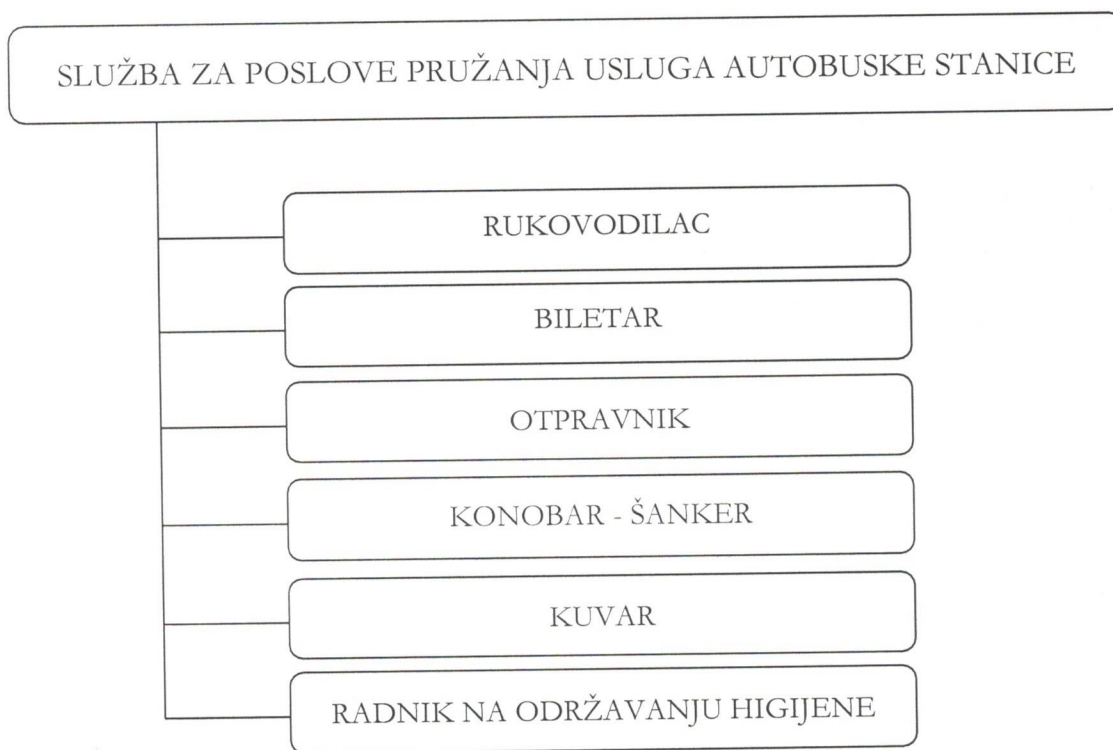 SLUŽBA ZA POSLOVE PRUŽANJA USLUGA AUTOBUSKE STANICE
RUKOVODILAC
BILETAR
OTPRAVNIK
KONOBAR - ŠANKER
KUVAR
RADNIK NA ODRŽAVANJU HIGIJENE